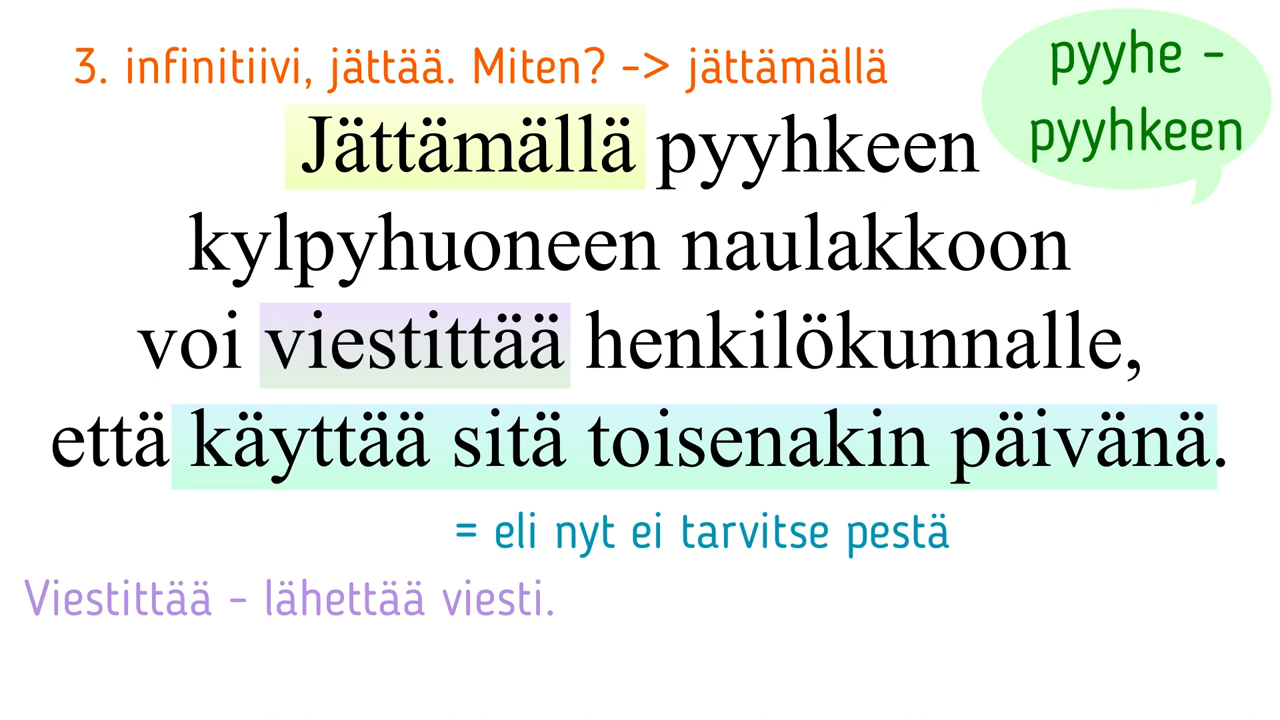 3. infinitiivi, jättää. Miten? -> jättämällä
pyyhe -
pyyhkeen
Jättämällä pyyhkeen
kylpyhuoneen naulakkoon
voi viestittää henkilökunnalle,
että käyttää sitä toisenakin päivänä.
= eli nyt ei tarvitse pestä
Viestittää - lähettää viesti.